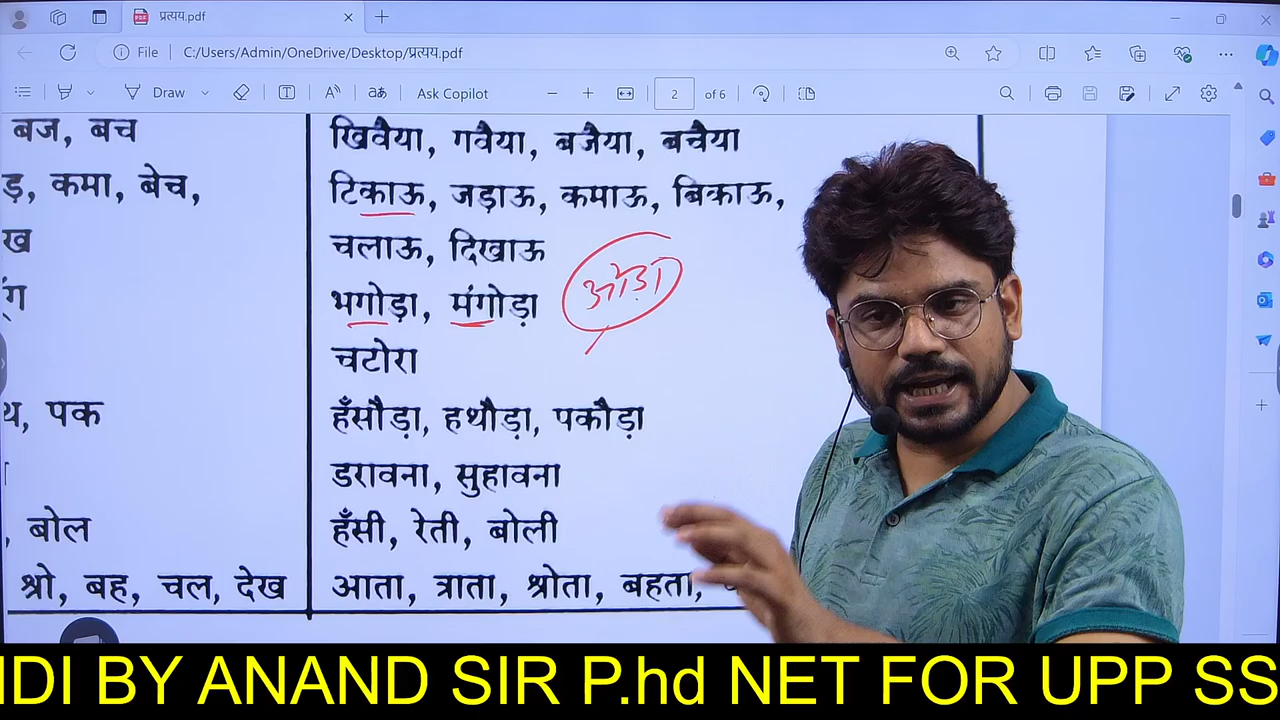 प्रत्यय.pdf
File C:/Users/Admin/OneDrive/Desktop/प्रत्यय.pdf
Draw Ask Copilot 2 of 6
बज, बच खिवैया, गवैया, बजैया, बचैया
ड़, कमा, बेच, टिकाऊ, जड़ाऊ, कमाऊ, बिकाऊ,
ख चलाऊ, दिखाऊ
ंग भगोड़ा, मंगोड़ा ओड़ा
चटोरा
थ, पक हँसौड़ा, हथौड़ा, पकौड़ा
डरावना, सुहावना
, बोल हँसी, रेती, बोली
श्रो, बह, चल, देख आता, त्राता, श्रोता, बहता,
IDI BY ANAND SIR P.hd NET FOR UPP SS